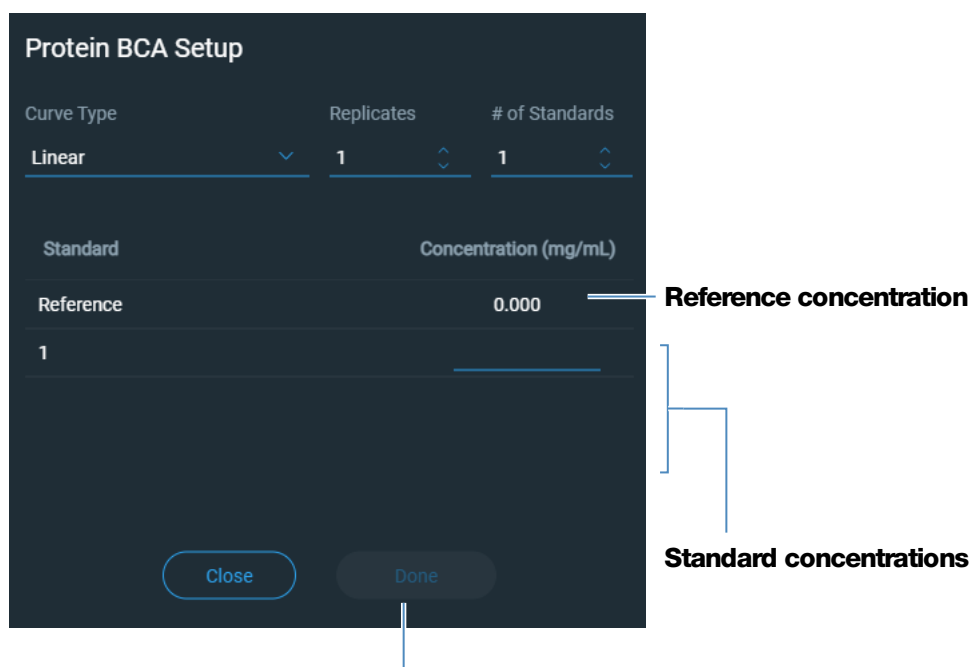 Protein BCA Setup
Curve Type Replicates # of Standards
Linear 1 1
Standard Concentration (mg/mL)
Reference 0.000 Reference concentration
1
Standard concentrations
Close Done